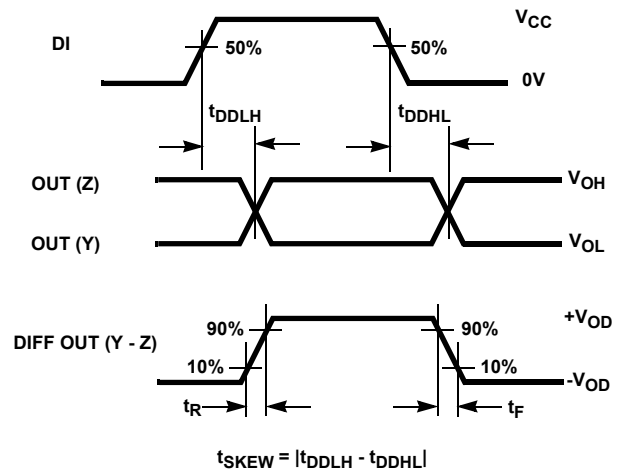 DI
50%
50%
VCC
0V
tDDLH
tDDHL
OUT (Z)
VOH
OUT (Y)
VOL
DIFF OUT (Y - Z)
90%
90%
+VOD
10%
10%
-VOD
tR
tF
tSKEW = |tDDLH - tDDHL|